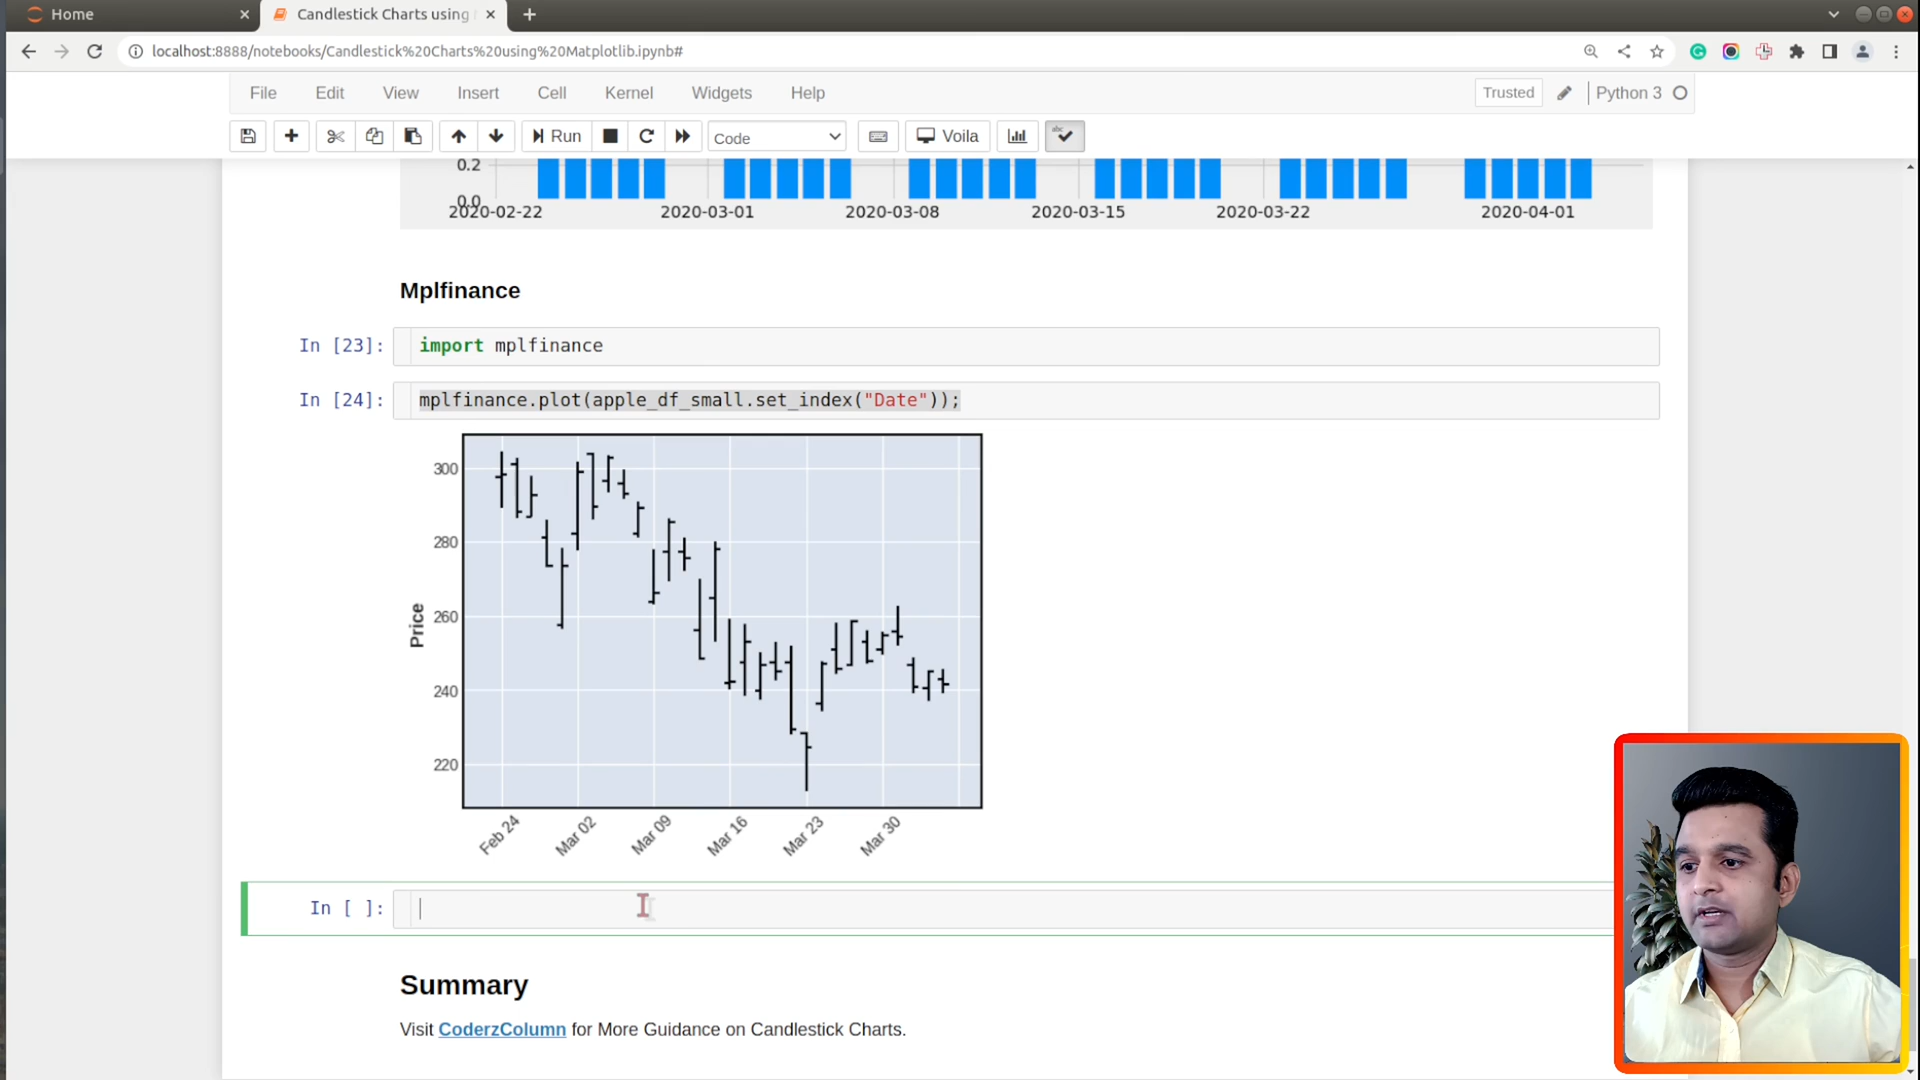 Home
Candlestick Charts using
localhost:8888/notebooks/Candlestick%20Charts%20using%20Matplotlib.ipynb#
File Edit View Insert Cell Kernel Widgets Help Trusted Python 3
Run Code Voila
0.2
0.0
2020-02-22 2020-03-01 2020-03-08 2020-03-15 2020-03-22 2020-04-01
Mplfinance
In [23]: import mplfinance
In [24]: mplfinance.plot(apple_df_small.set_index("Date"));
300
280
260
240
220
Price
Feb 24 Mar 02 Mar 09 Mar 16 Mar 23 Mar 30
In [ ]:
Summary
Visit CoderzColumn for More Guidance on Candlestick Charts.